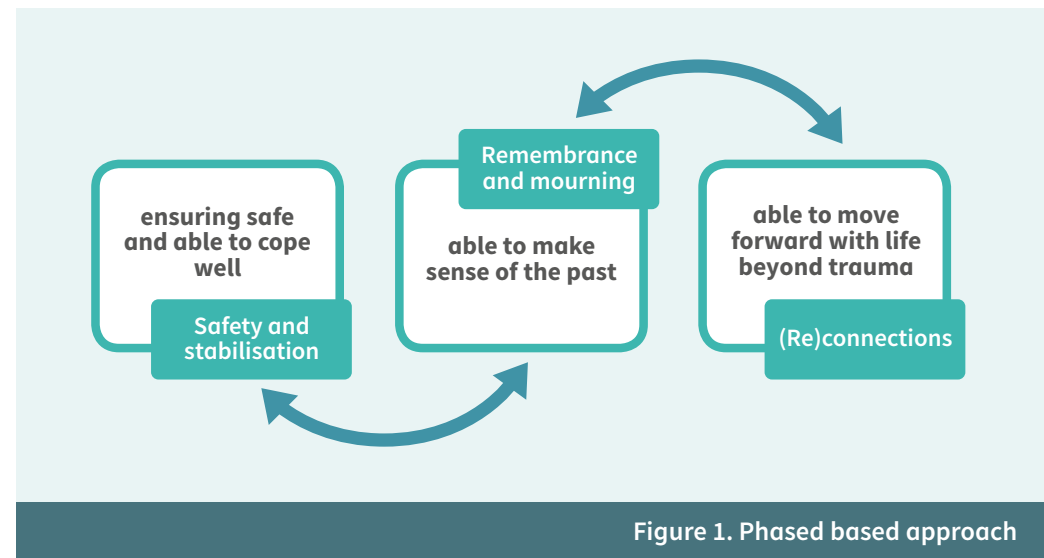 ensuring safe
and able to cope
well
Safety and
stabilisation
Remembrance
and mourning
able to make
sense of the past
able to move
forward with life
beyond trauma
(Re)connections
Figure 1. Phased based approach